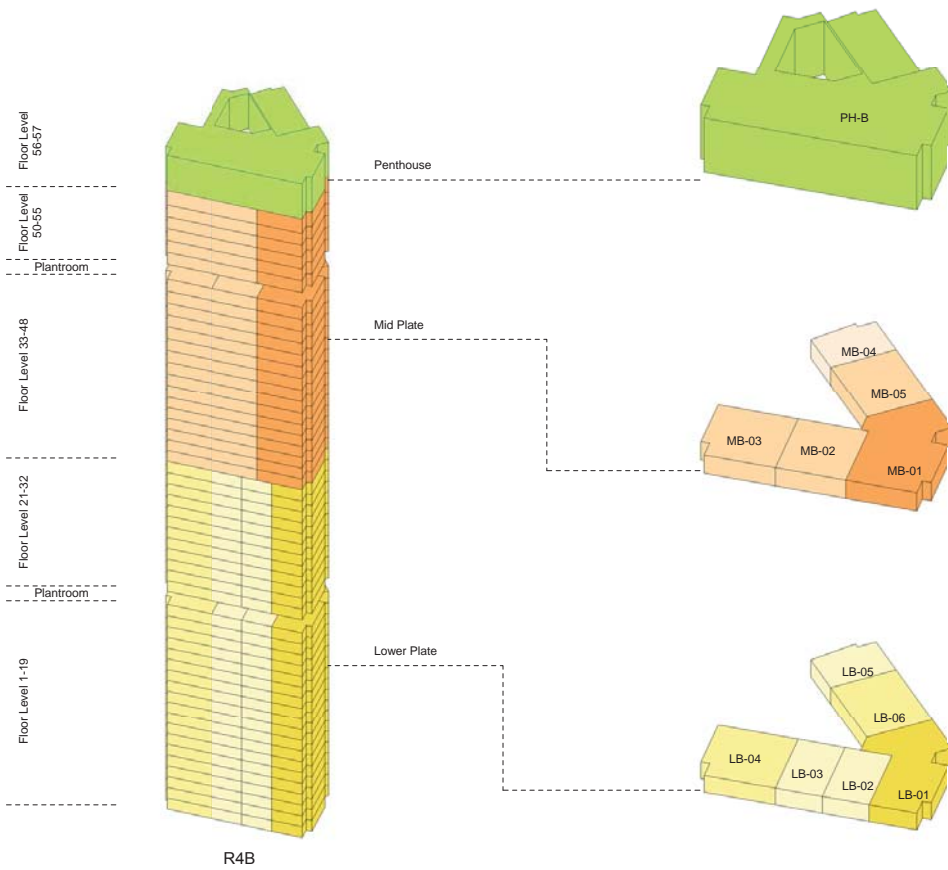 Floor Level
56-57
Floor Level
50-55
Plantroom
Floor Level 33-48
Floor Level 21-32
Plantroom
Floor Level 1-19
Penthouse
Mid Plate
Lower Plate
R4B
PH-B
MB-04
MB-05
MB-03
MB-02
MB-01
LB-05
LB-06
LB-04
LB-03
LB-02
LB-01